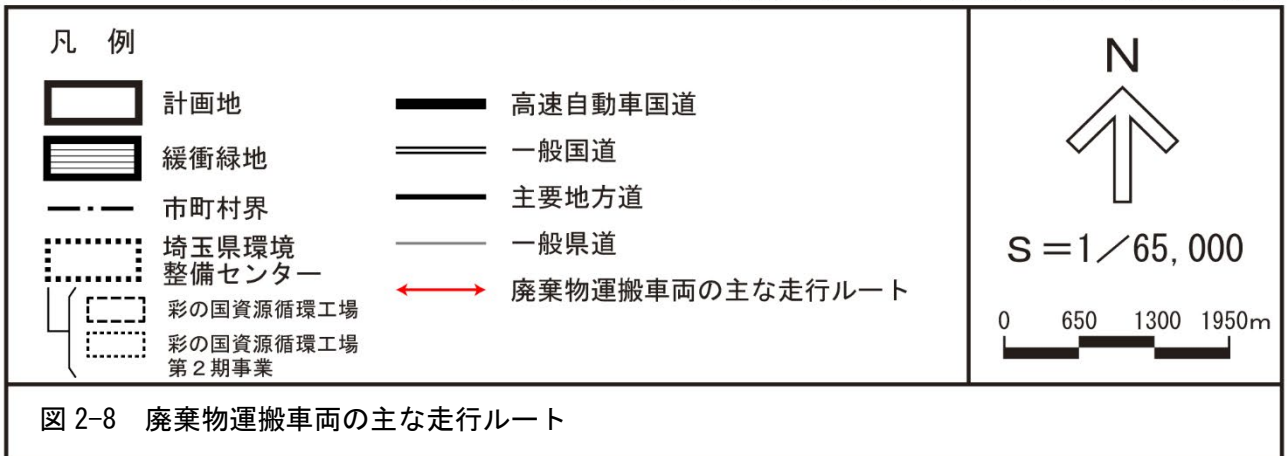 凡 例
計画地
緩衝緑地
市町村界
埼玉県環境
整備センター
彩の国資源循環工場
彩の国資源循環工場
第２期事業
高速自動車国道
一般国道
主要地方道
一般県道
廃棄物運搬車両の主な走行ルート
N
S＝1／65,000
0 650 1300 1950m
図 2-8 廃棄物運搬車両の主な走行ルート